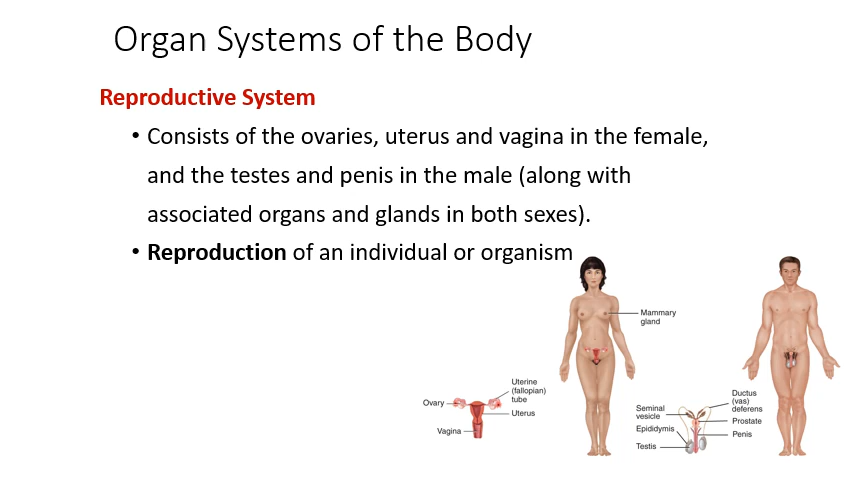 Organ Systems of the Body
Reproductive System
• Consists of the ovaries, uterus and vagina in the female,
and the testes and penis in the male (along with
associated organs and glands in both sexes).
• Reproduction of an individual or organism
Mammary
gland
Uterine
(fallopian)
tube
Ovary
Uterus
Vagina
Seminal
vesicle
Epididymis
Testis
Ductus
(vas)
deferens
Prostate
Penis